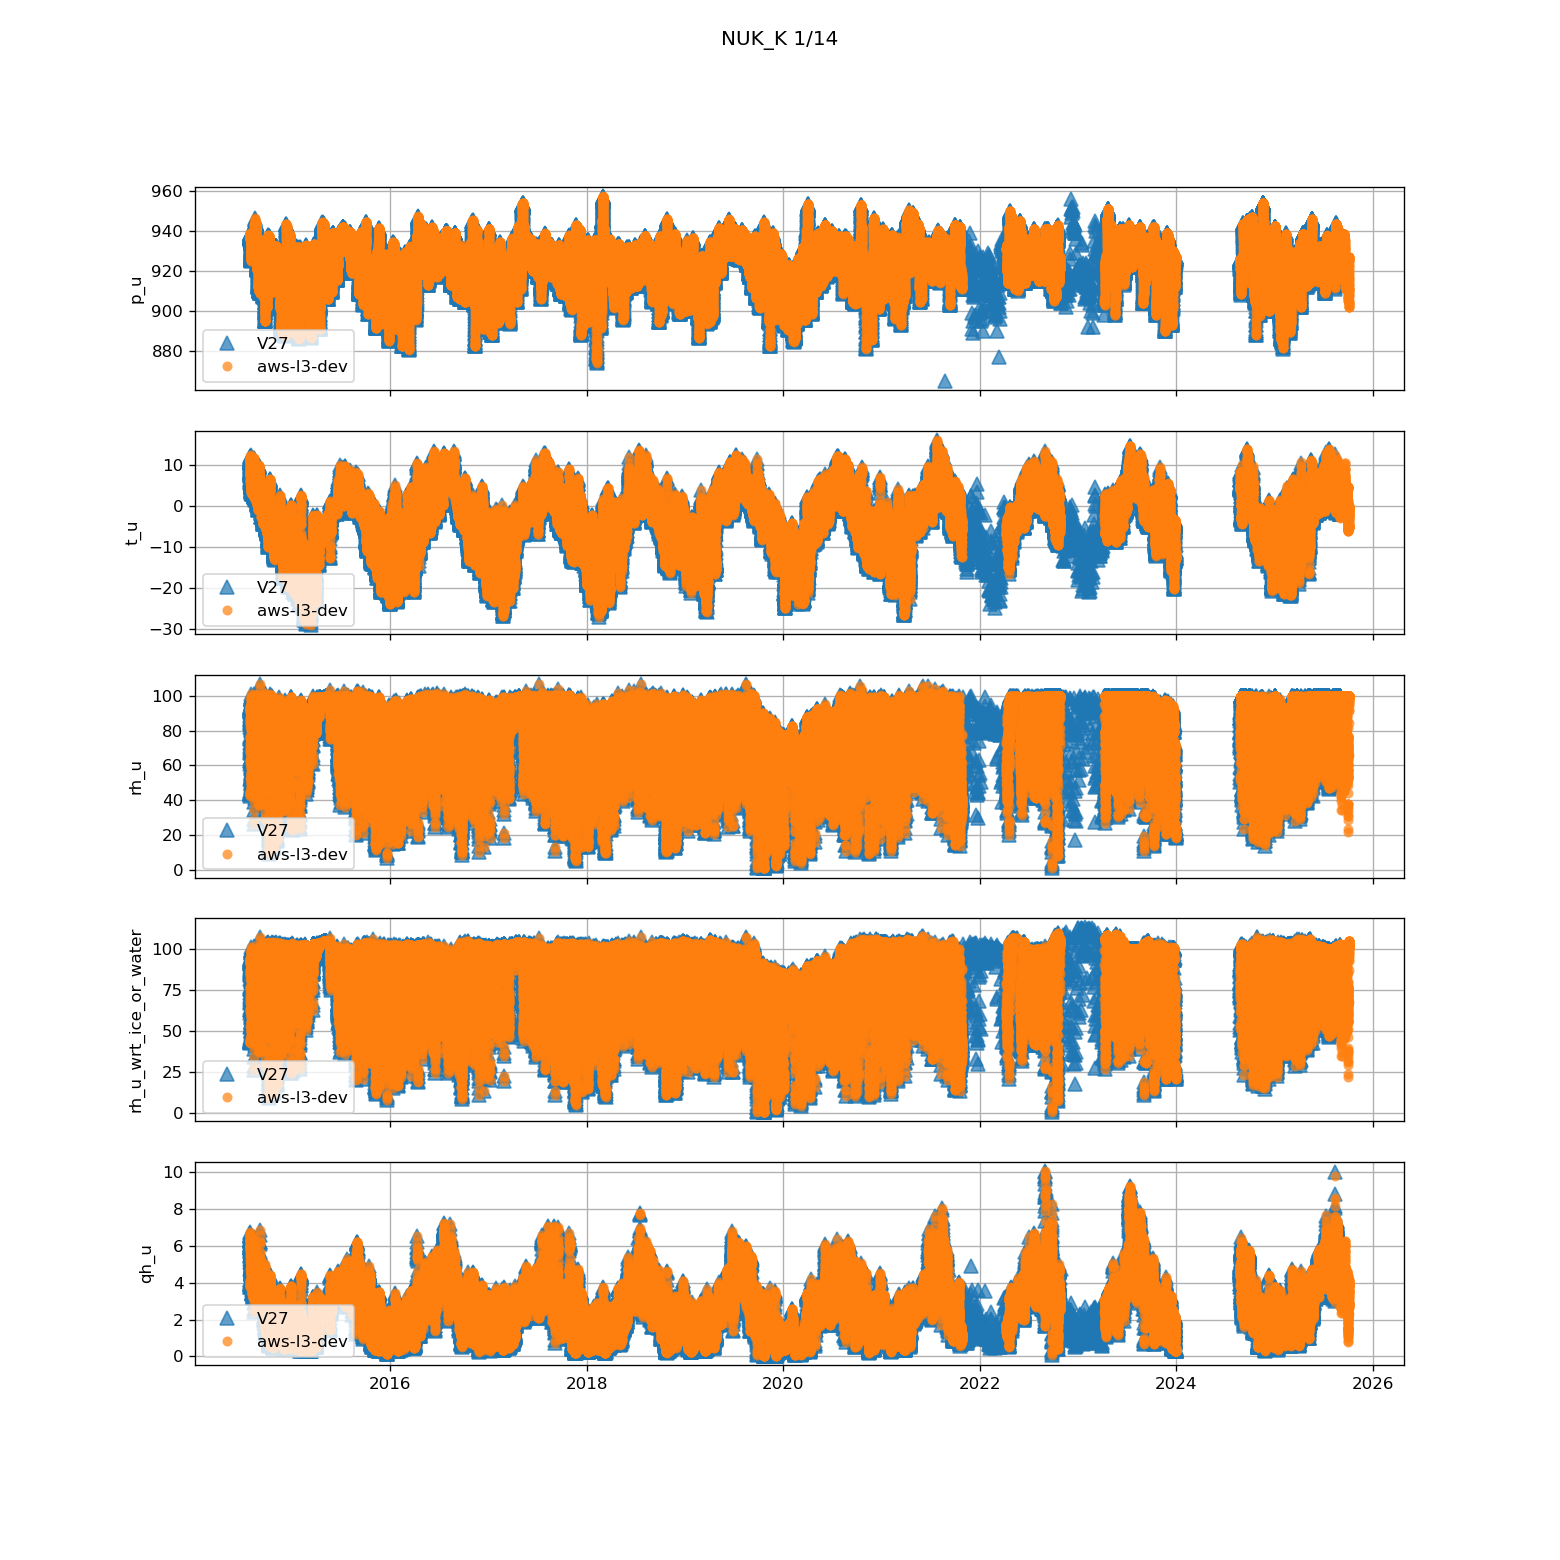 NUK_K 1/14
960
940
920
900
880
p_u
V27
aws-l3-dev
10
0
−10
−20
−30
t_u
V27
aws-l3-dev
100
80
60
40
20
0
rh_u
V27
aws-l3-dev
100
75
50
25
0
rh_u_wrt_ice_or_water
V27
aws-l3-dev
10
8
6
4
2
0
qh_u
V27
aws-l3-dev
2016 2018 2020 2022 2024 2026